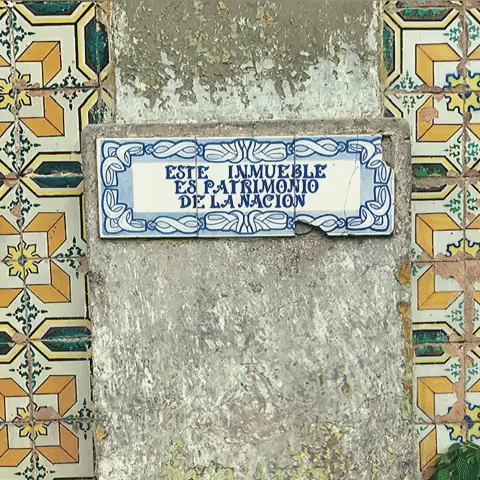 ESTE INMUEBLE
ES PATRIMONIO
DE LA NACION